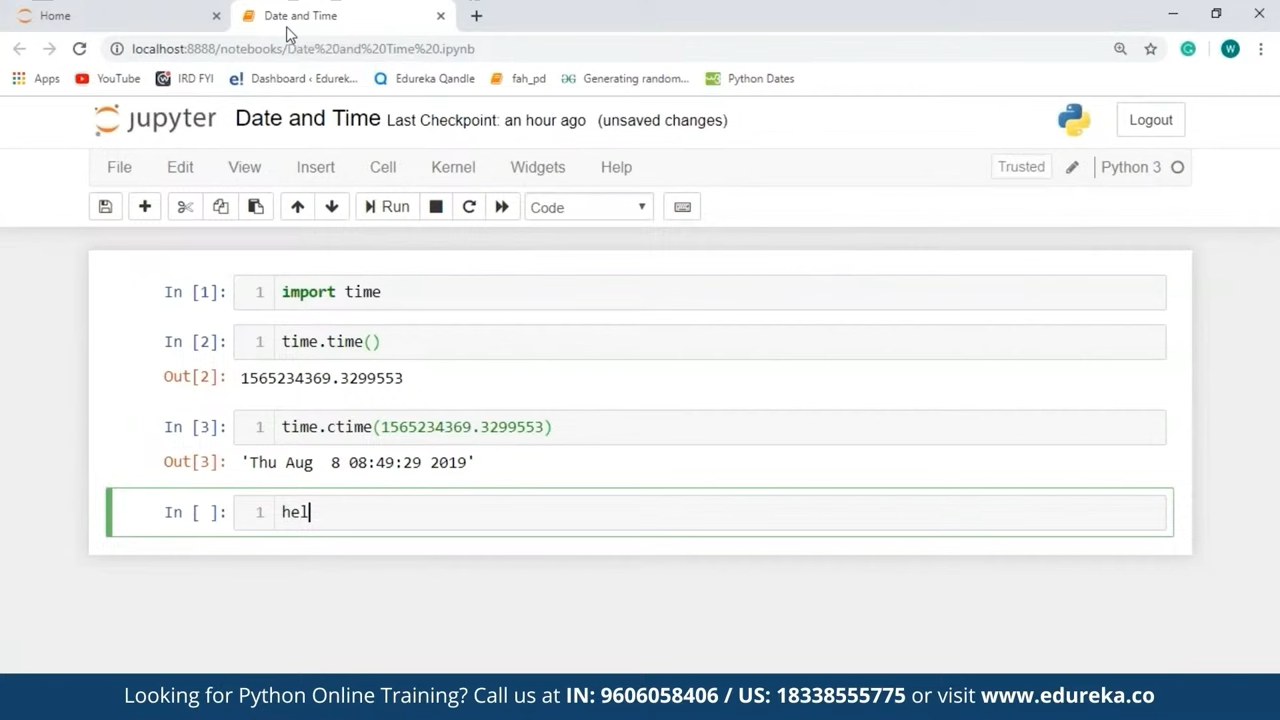 Home
Date and Time
localhost:8888/notebooks/Date%20and%20Time%20.ipynb
W
Apps YouTube IRD FYI Dashboard ‹ Edurek... Edureka Qandle fah_pd Generating random... Python Dates
jupyter Date and Time Last Checkpoint: an hour ago (unsaved changes)
Logout
File Edit View Insert Cell Kernel Widgets Help
Trusted Python 3
Run Code
In [1]: 1 import time
In [2]: 1 time.time()
Out[2]: 1565234369.3299553
In [3]: 1 time.ctime(1565234369.3299553)
Out[3]: 'Thu Aug  8 08:49:29 2019'
In [ ]: 1 hel
Looking for Python Online Training? Call us at IN: 9606058406 / US: 18338555775 or visit www.edureka.co